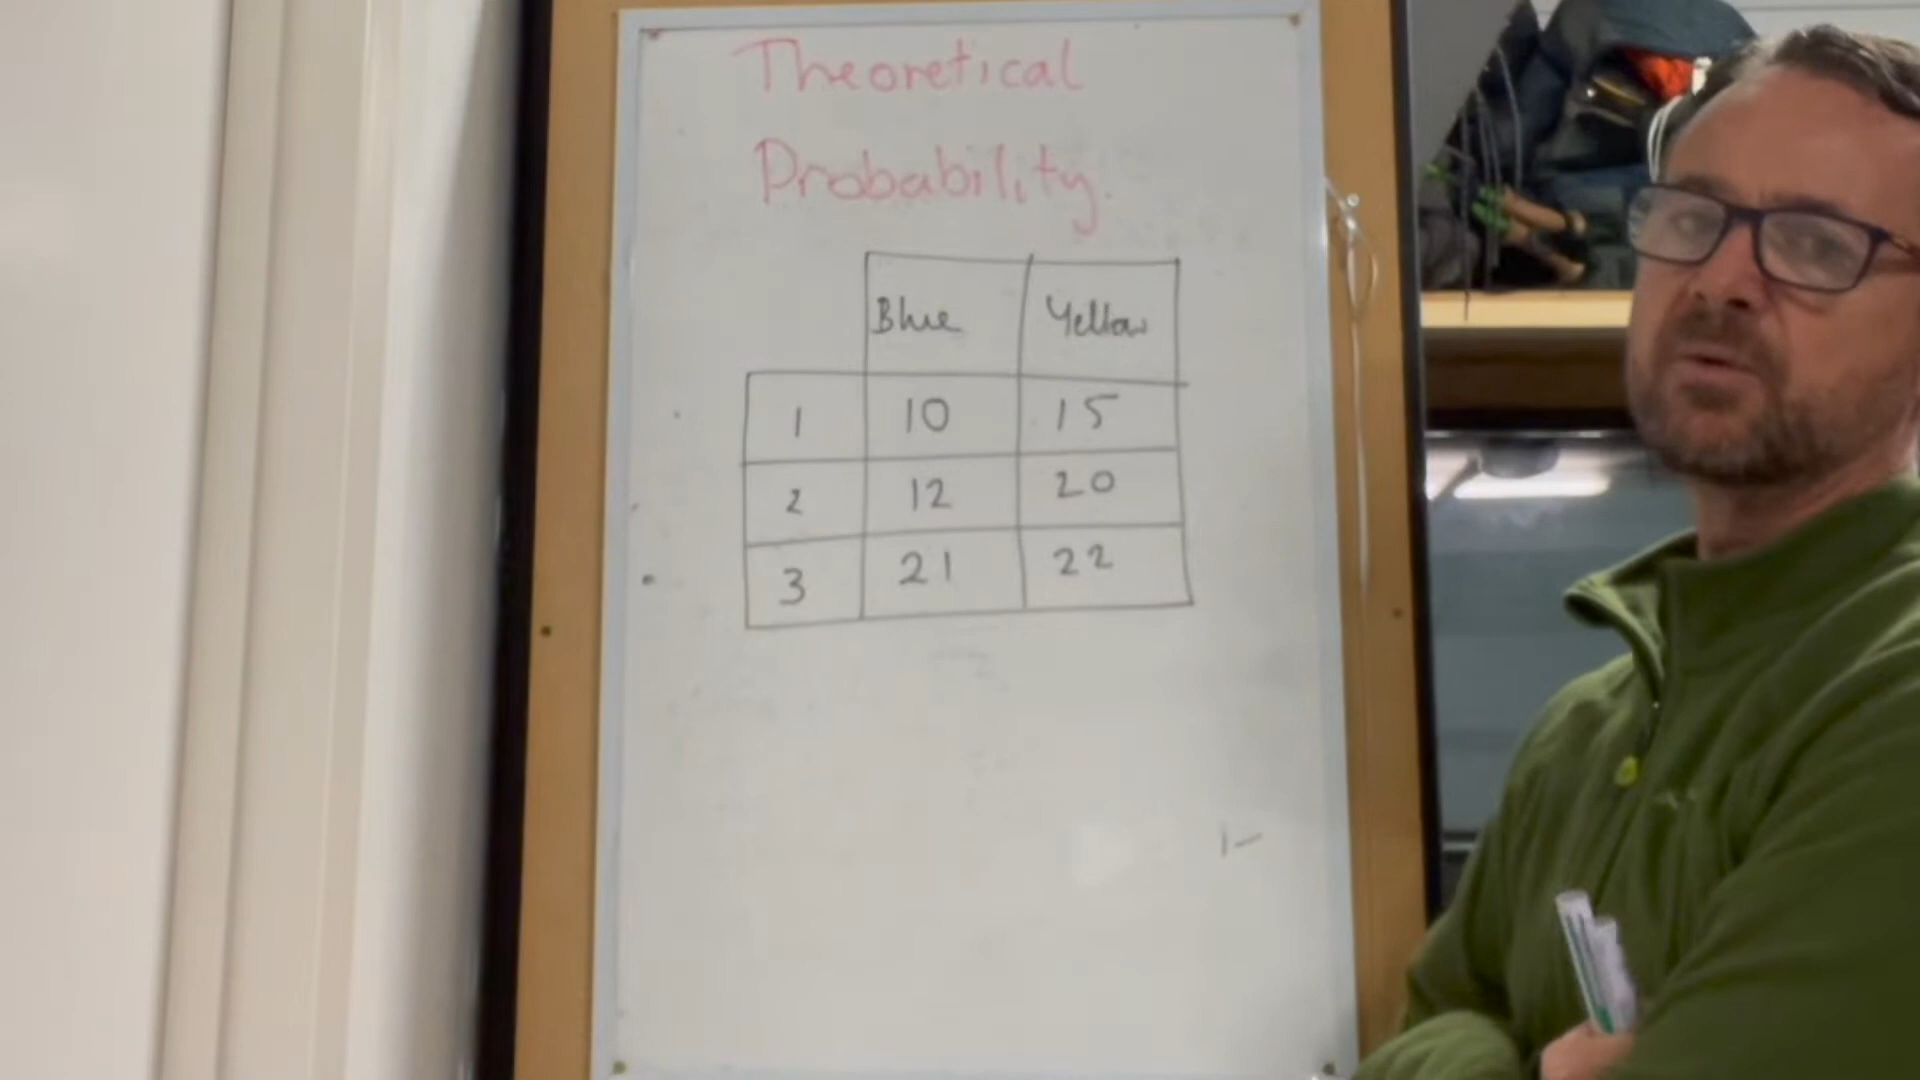 Theoretical
Probability.
Blue Yellow
1 10 15
2 12 20
3 21 22